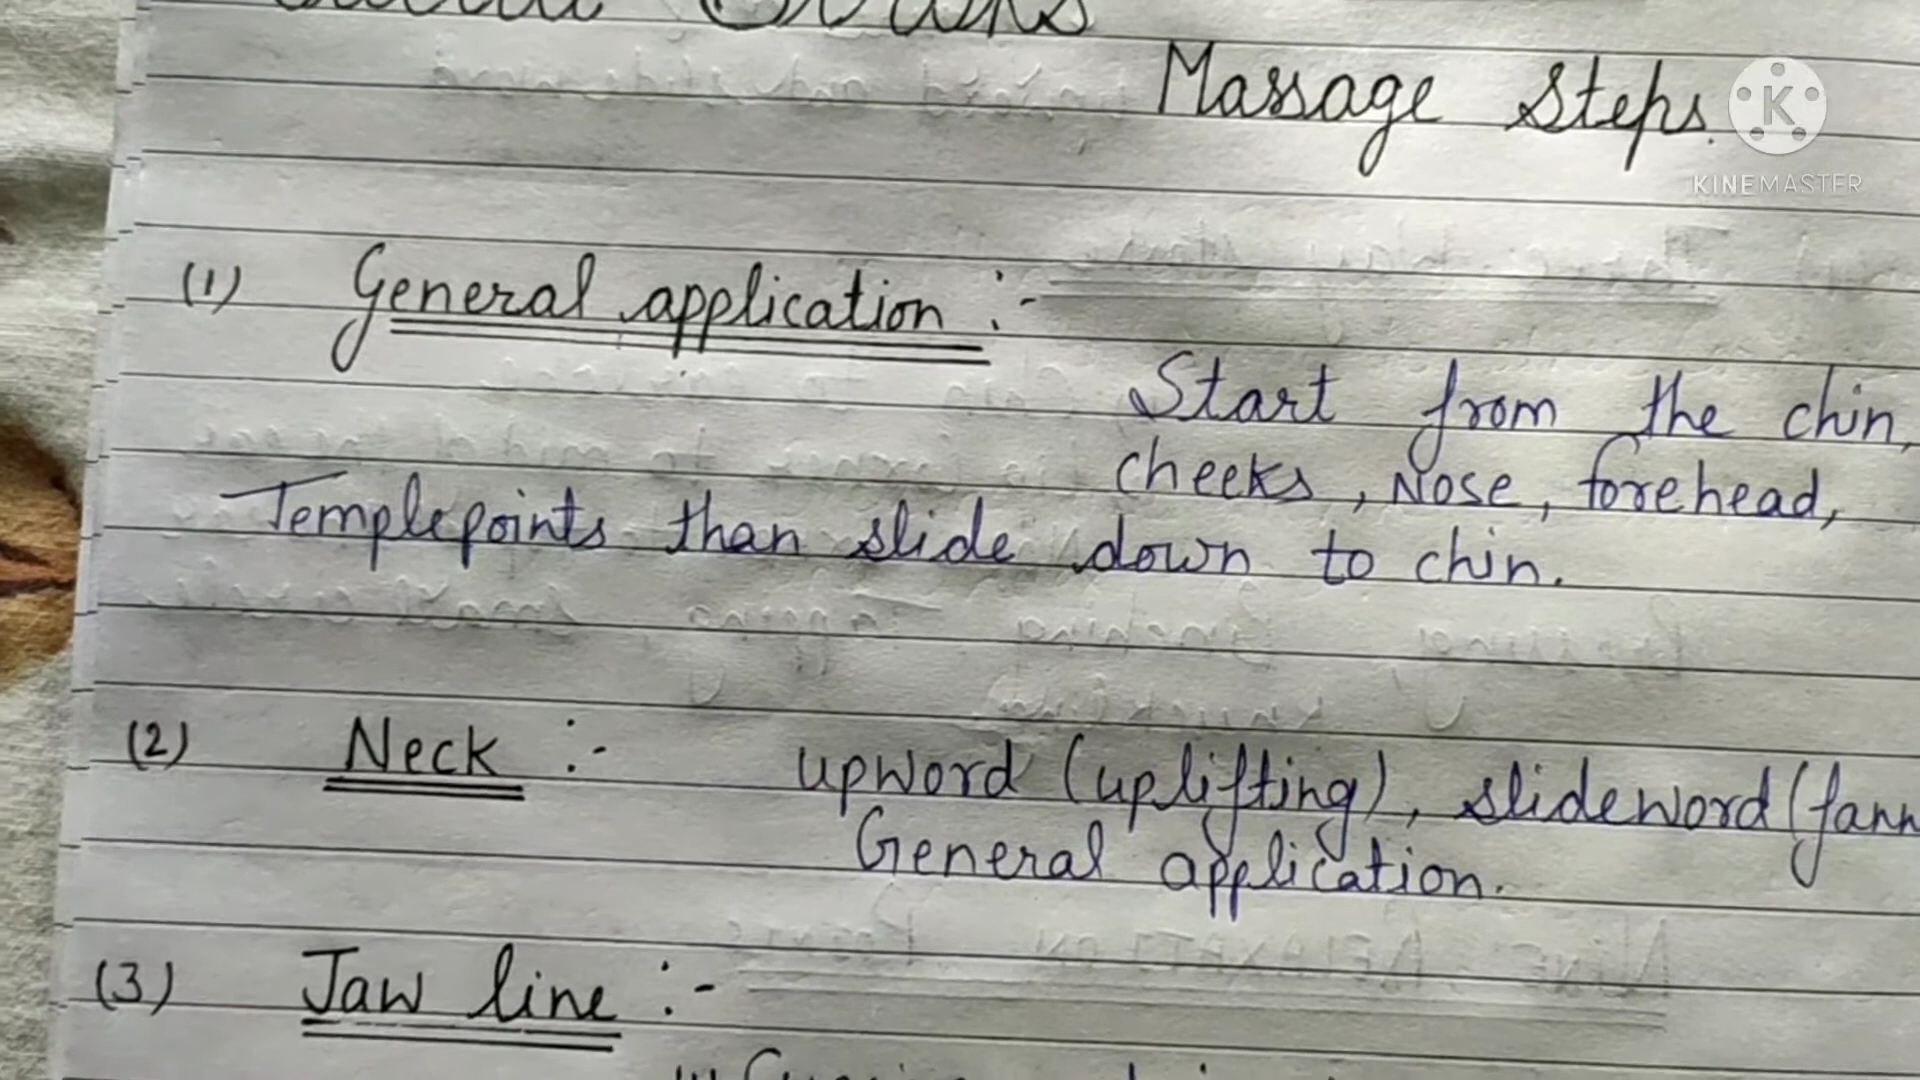 Massage Steps.
KINEMASTER
(1) General application :-
Start from the chin,
cheeks, Nose, forehead,
Templepoints than slide down to chin.
(2) Neck :- upword (uplifting), slideword (fann
General application.
(3) Jaw line :-